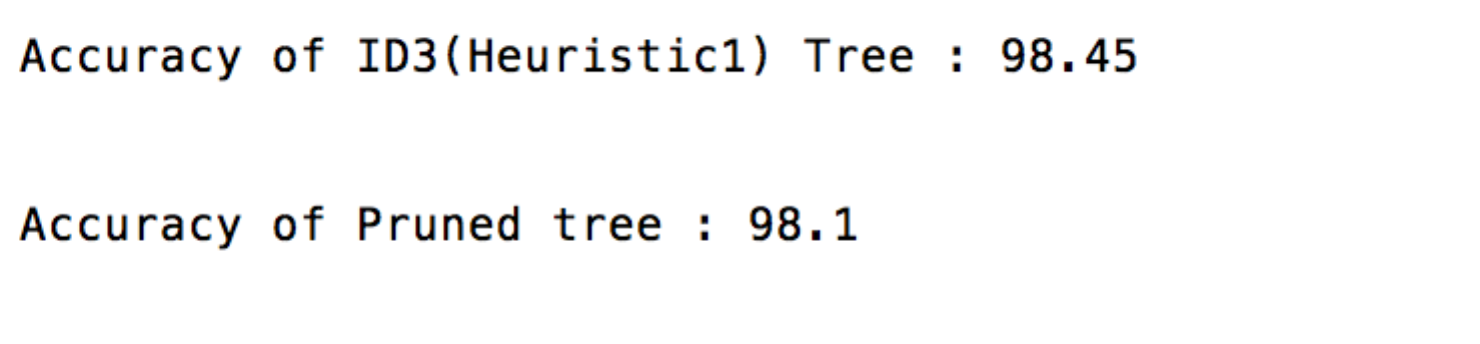 Accuracy of ID3(Heuristic1) Tree : 98.45
Accuracy of Pruned tree : 98.1